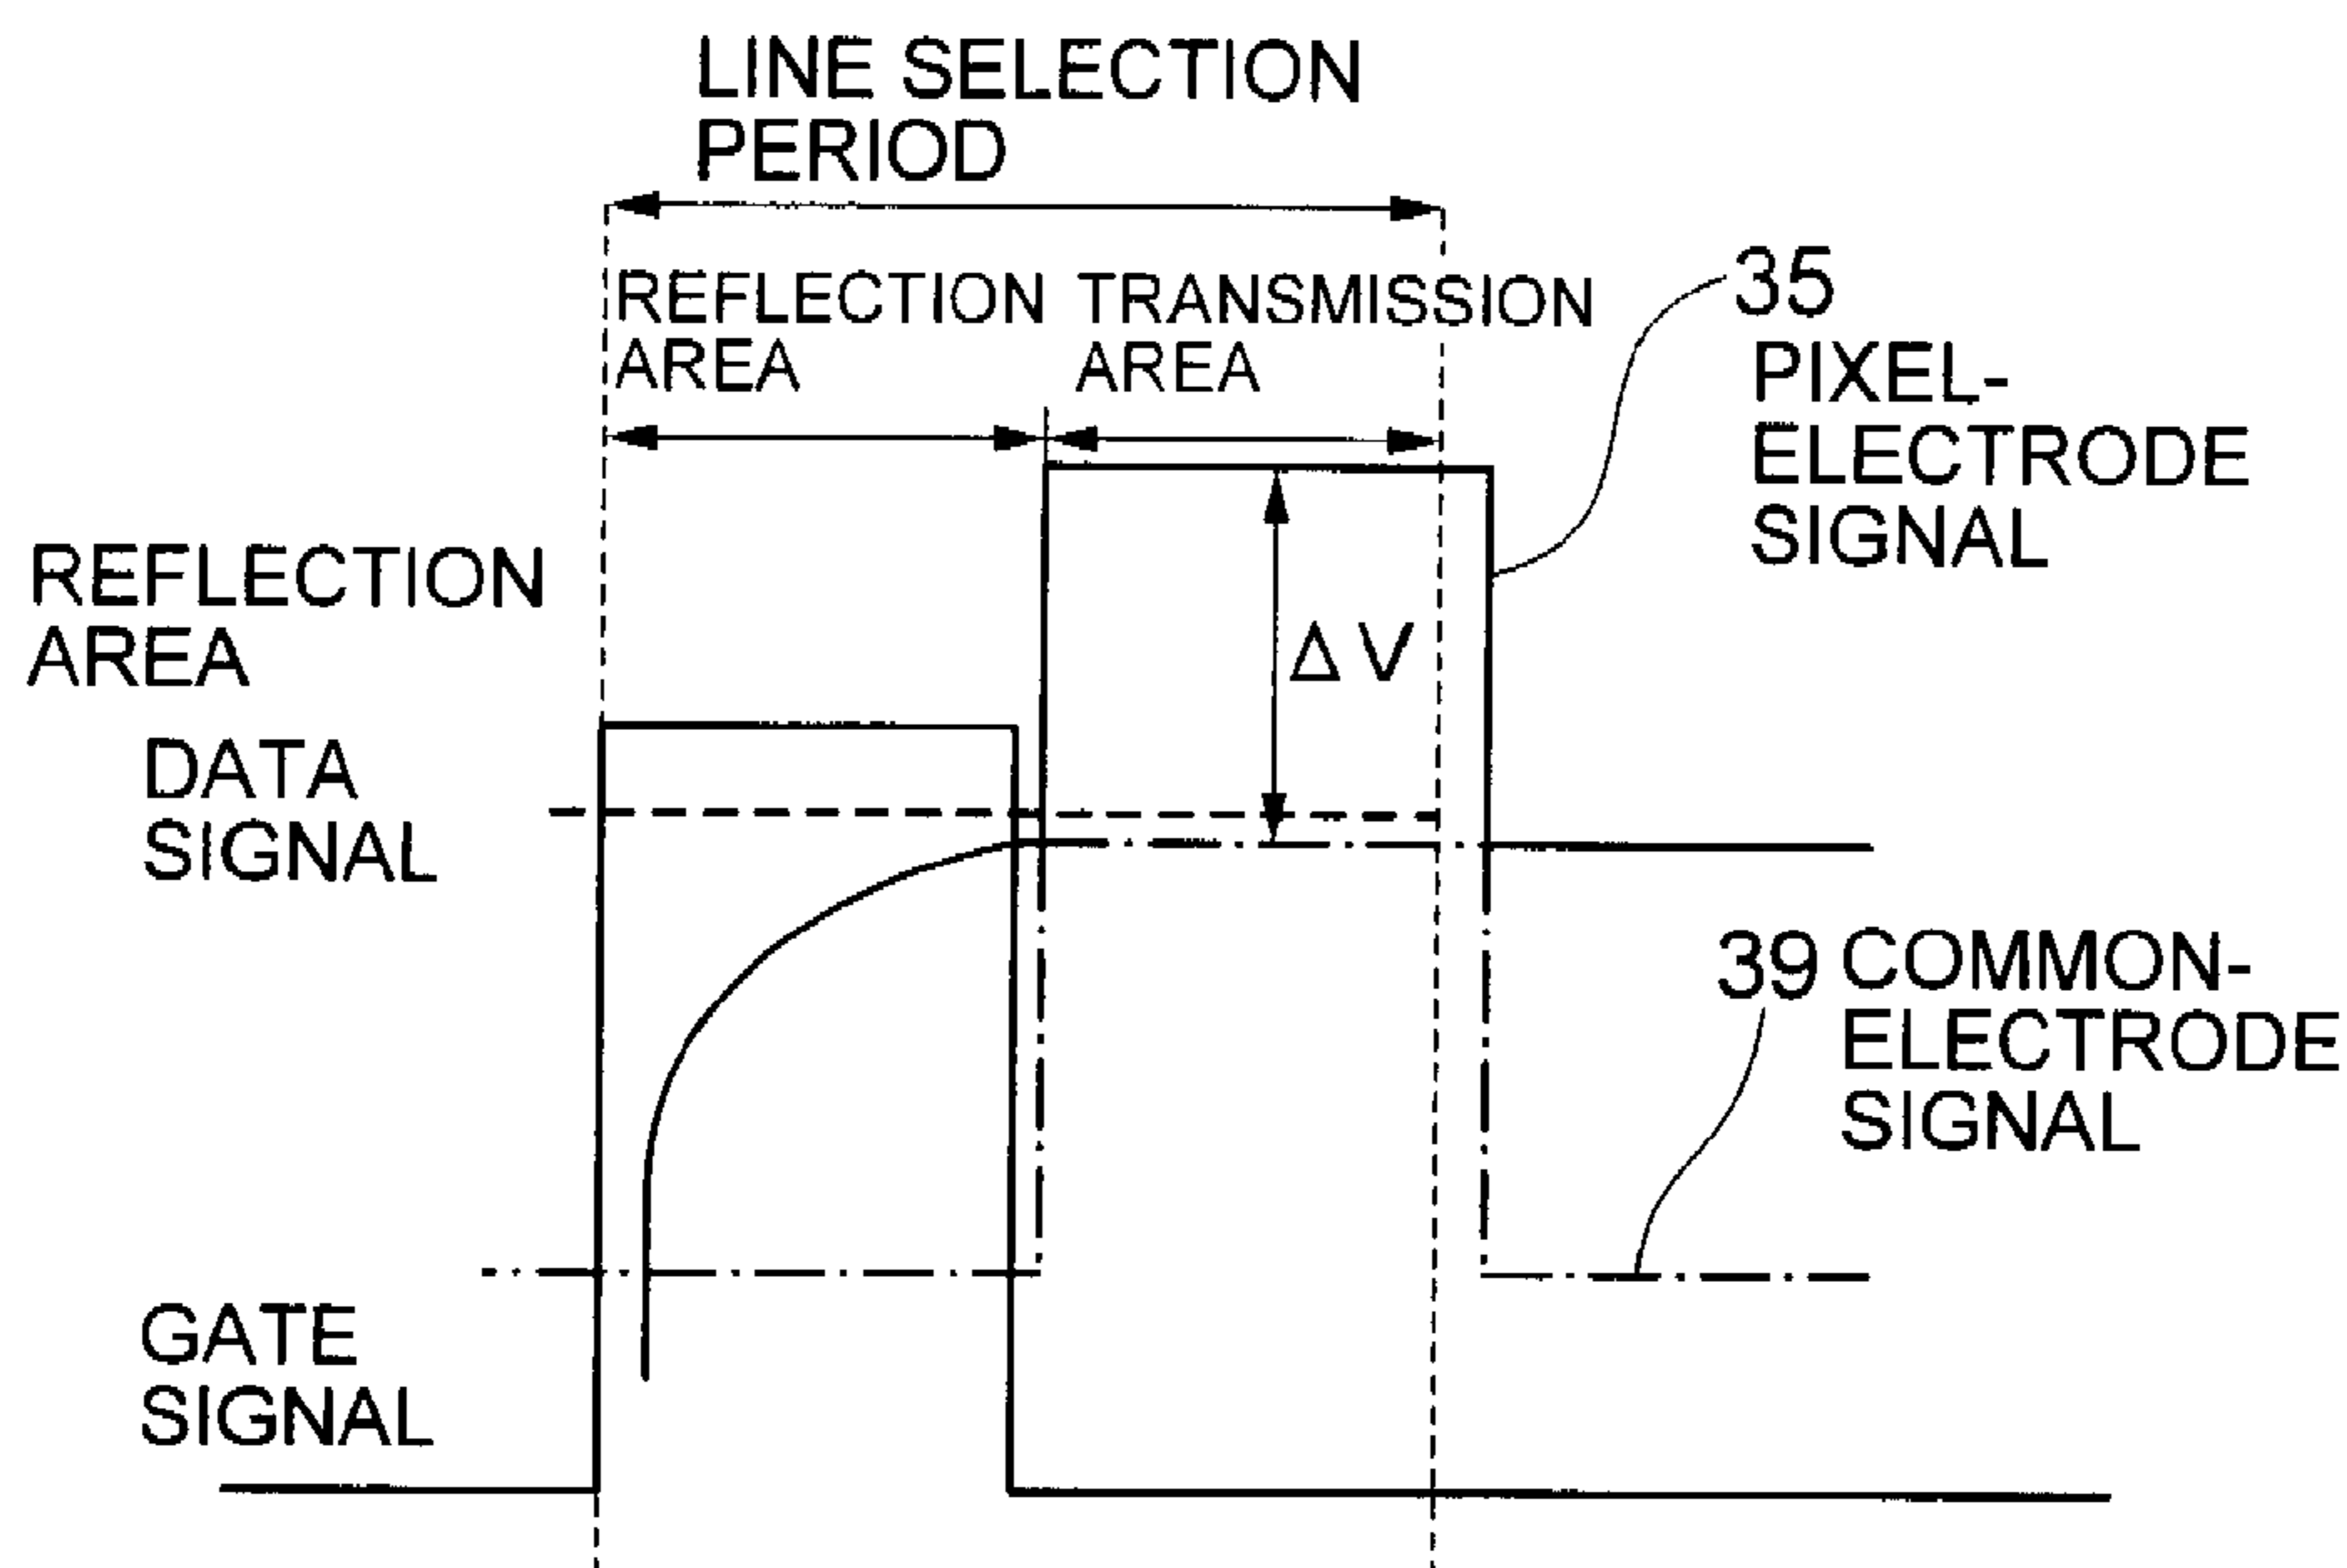 LINE SELECTION
PERIOD
REFLECTION
AREA
TRANSMISSION
AREA
35
PIXEL-
ELECTRODE
SIGNAL
REFLECTION
AREA
ΔV
DATA
SIGNAL
39 COMMON-
ELECTRODE
SIGNAL
GATE
SIGNAL